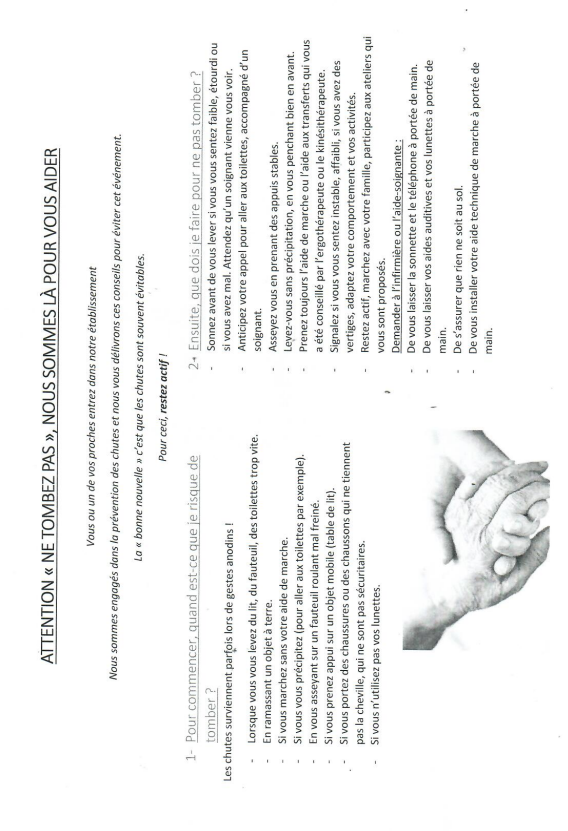 ATTENTION « NE TOMBEZ PAS », NOUS SOMMES LÀ POUR VOUS AIDER
Vous ou un de vos proches entrez dans notre établissement
Nous sommes engagés dans la prévention des chutes et nous vous délivrons ces conseils pour éviter cet événement.
La « bonne nouvelle » c'est que les chutes sont souvent évitables.
Pour ceci, restez actif !
1- Pour commencer, quand est-ce que je risque de
tomber ?
Les chutes surviennent parfois lors de gestes anodins !
- Lorsque vous vous levez du lit, du fauteuil, des toilettes trop vite.
- En ramassant un objet à terre.
- Si vous marchez sans votre aide de marche.
- Si vous vous précipitez (pour aller aux toilettes par exemple).
- En vous asseyant sur un fauteuil roulant mal freiné.
- Si vous prenez appui sur un objet mobile (table de lit).
- Si vous portez des chaussures ou des chaussons qui ne tiennent
pas la cheville, qui ne sont pas sécuritaires.
- Si vous n'utilisez pas vos lunettes.
2- Ensuite, que dois je faire pour ne pas tomber ?
- Sonnez avant de vous lever si vous vous sentez faible, étourdi ou
si vous avez mal. Attendez qu'un soignant vienne vous voir.
- Anticipez votre appel pour aller aux toilettes, accompagné d'un
soignant.
- Asseyez vous en prenant des appuis stables.
- Levez-vous sans précipitation, en vous penchant bien en avant.
- Prenez toujours l'aide de marche ou l'aide aux transferts qui vous
a été conseillé par l'ergothérapeute ou le kinésithérapeute.
- Signalez si vous vous sentez instable, affaibli, si vous avez des
vertiges, adaptez votre comportement et vos activités.
- Restez actif, marchez avec votre famille, participez aux ateliers qui
vous sont proposés.
Demander à l'infirmière ou l'aide-soignante :
- De vous laisser la sonnette et le téléphone à portée de main.
- De vous laisser vos aides auditives et vos lunettes à portée de
main.
- De s'assurer que rien ne soit au sol.
- De vous installer votre aide technique de marche à portée de
main.